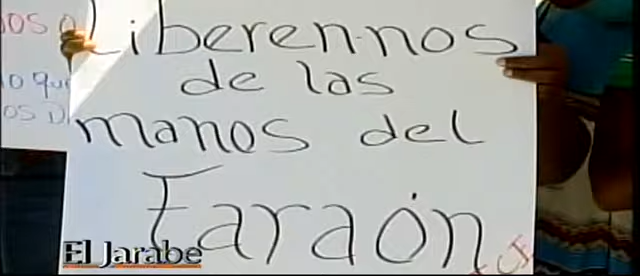 Liberen-nos
de las
manos del
Faraón
El Jarabe